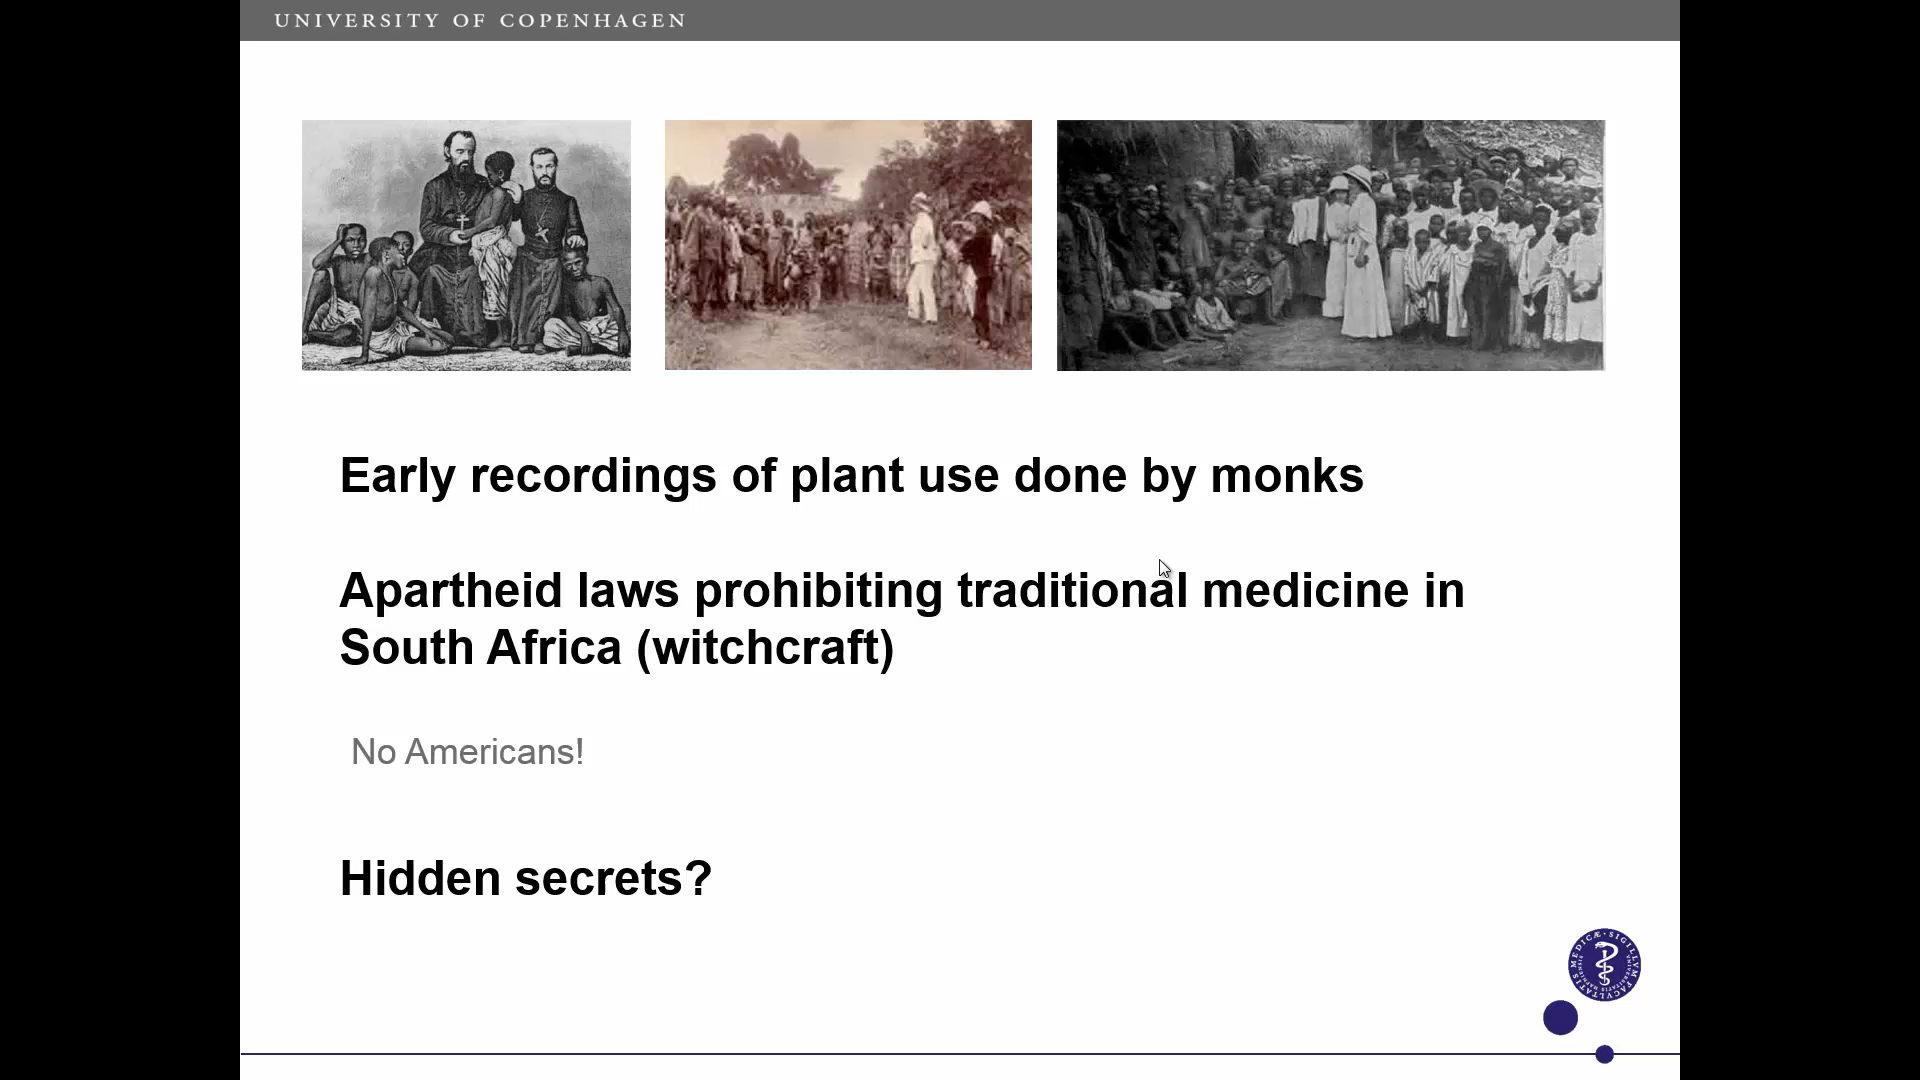 UNIVERSITY OF COPENHAGEN
Early recordings of plant use done by monks
Apartheid laws prohibiting traditional medicine in
South Africa (witchcraft)
No Americans!
Hidden secrets?